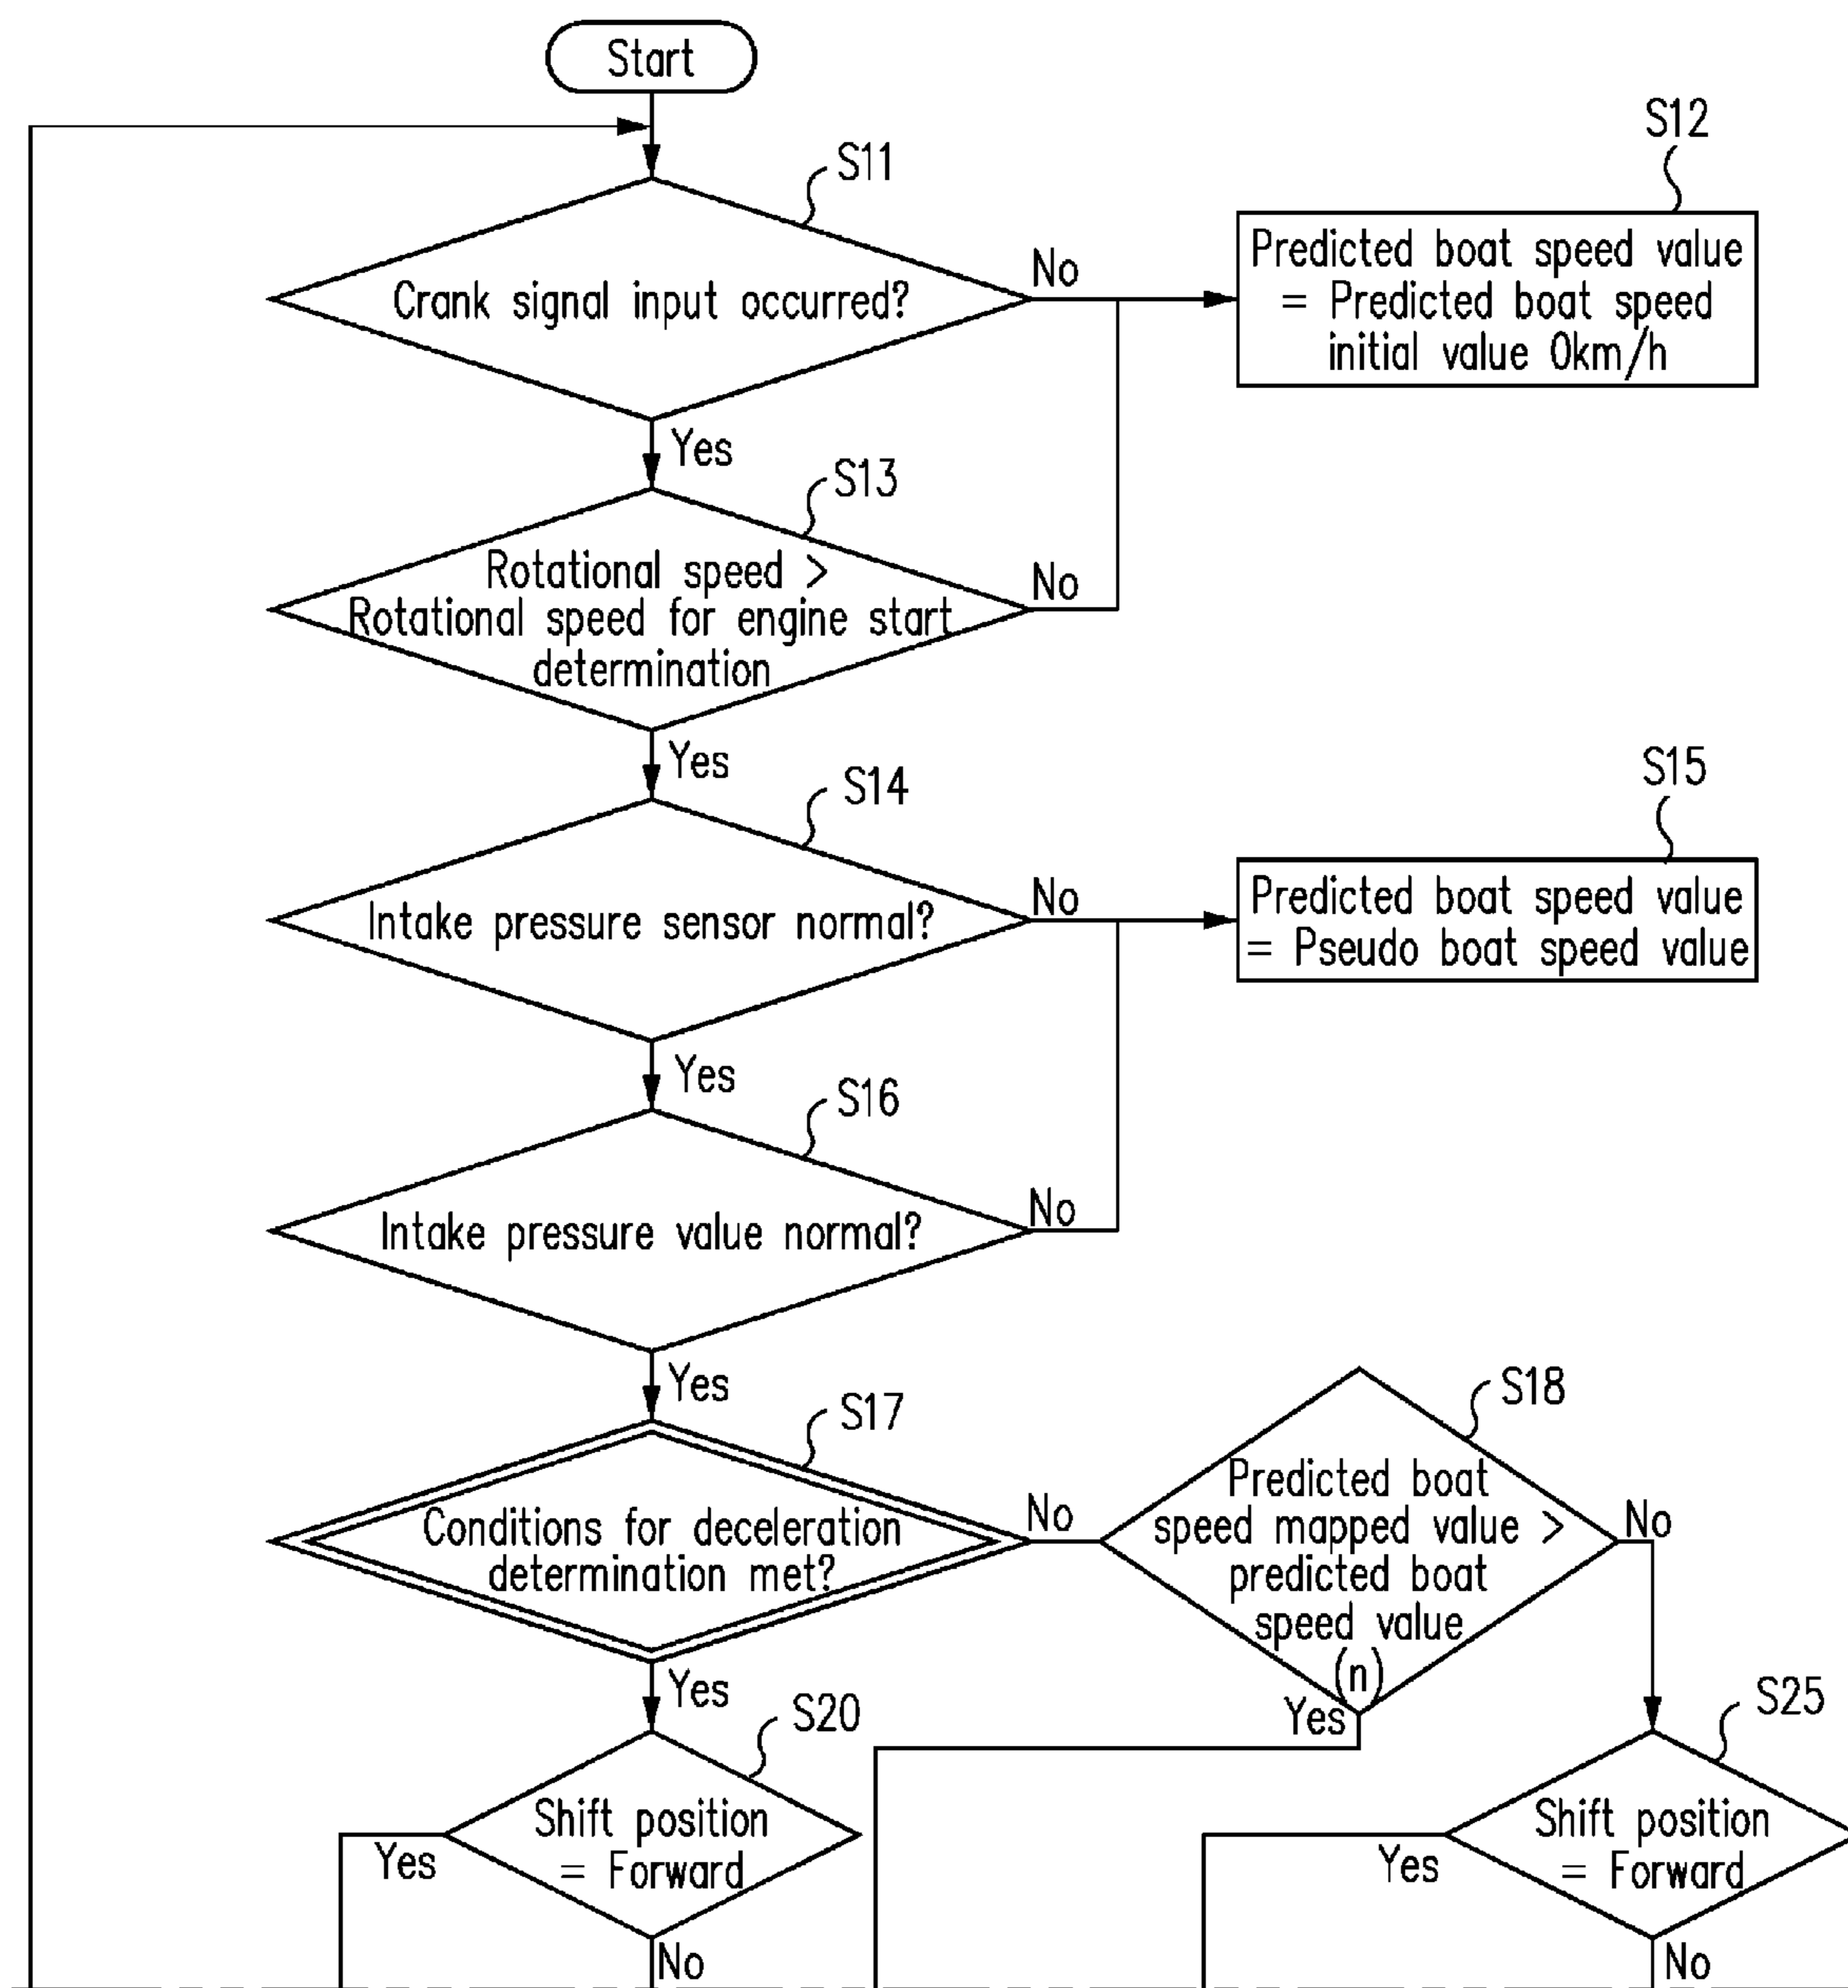 Start
S11
Crank signal input occurred?
No
S12
Predicted boat speed value
= Predicted boat speed
initial value 0km/h
Yes
S13
Rotational speed >
Rotational speed for engine start
determination
No
Yes
S14
Intake pressure sensor normal?
No
S15
Predicted boat speed value
= Pseudo boat speed value
Yes
S16
Intake pressure value normal?
No
Yes
S17
Conditions for deceleration
determination met?
No
S18
Predicted boat
speed mapped value >
predicted boat
speed value
(n)
No
Yes
Yes
S20
Shift position
= Forward
Yes
No
S25
Shift position
= Forward
Yes
No